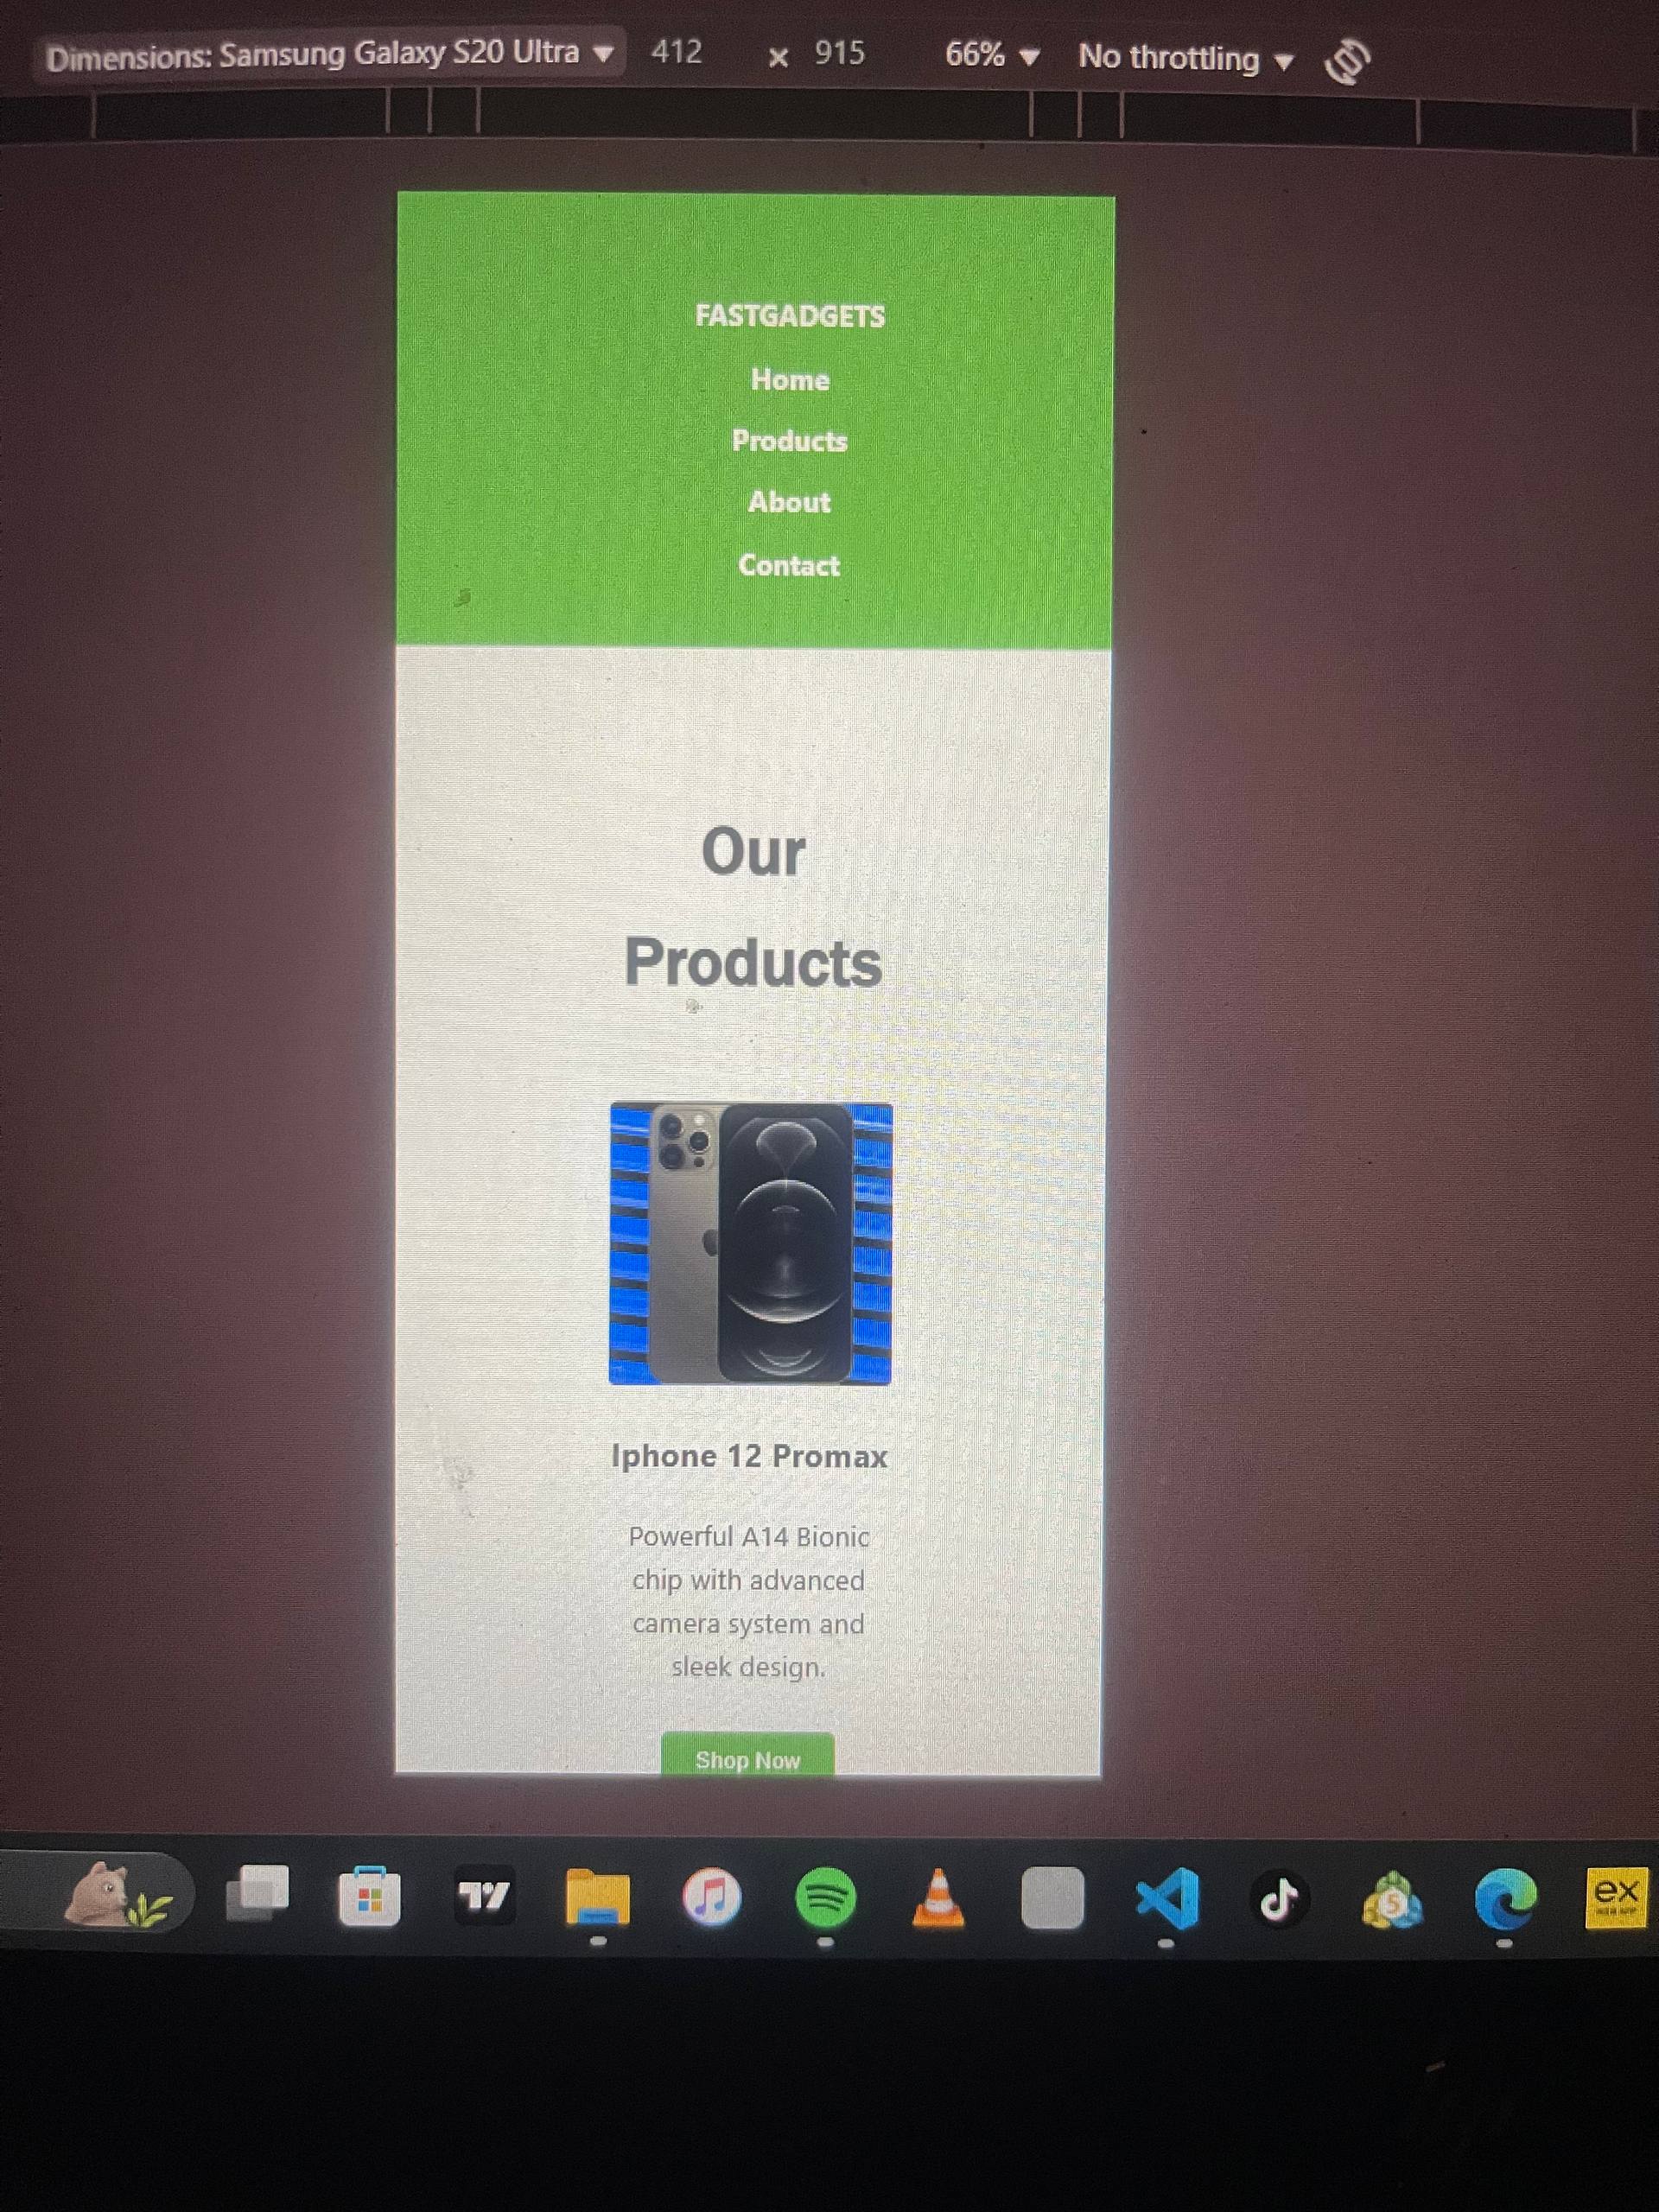 Dimensions: Samsung Galaxy S20 Ultra ▼ 412 x 915 66% ▼ No throttling ▼
FASTGADGETS
Home
Products
About
Contact
Our
Products
Iphone 12 Promax
Powerful A14 Bionic
chip with advanced
camera system and
sleek design.
Shop Now
5
ex